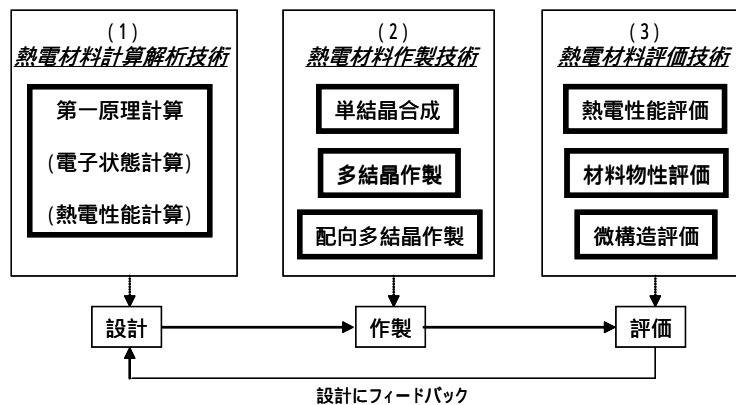 (1)
熱電材料計算解析技術
第一原理計算
(電子状態計算)
(熱電性能計算)
(2)
熱電材料作製技術
単結晶合成
多結晶作製
配向多結晶作製
(3)
熱電材料評価技術
熱電性能評価
材料物性評価
微構造評価
設計
作製
評価
設計にフィードバック